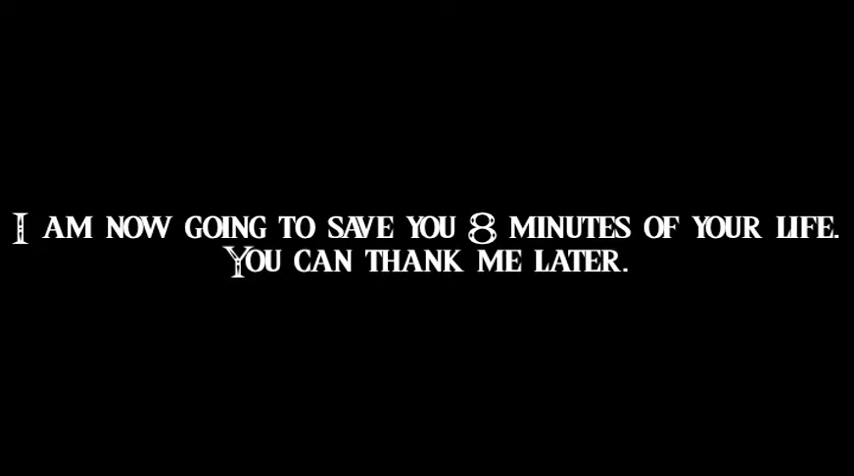 I am now going to save you 8 minutes of your life.
You can thank me later.